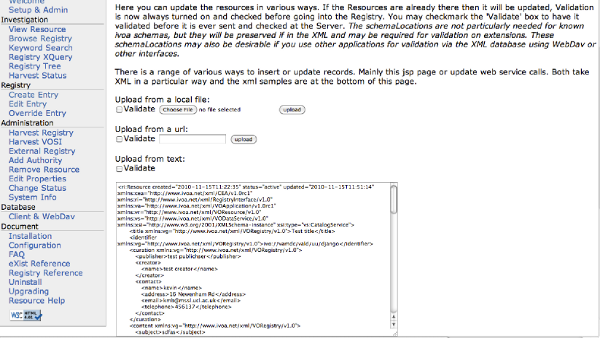 Welcome
Setup & Admin
Investigation
View Resource
Browse Registry
Keyword Search
Registry XQuery
Registry Tree
Harvest Status
Registry
Create Entry
Edit Entry
Override Entry
Administration
Harvest Registry
Harvest VOSI
External Registry
Add Authority
Remove Resource
Edit Properties
Change Status
System Info
Database
Client & WebDav
Document
Installation
Configuration
FAQ
eXist Reference
Registry Reference
Uninstall
Upgrading
Resource Help
W3C
Here you can update the resources in various ways. If the Resources are already there then it will be updated, Validation
is now always turned on and checked before going into the Registry. You may checkmark the 'Validate' box to have it
validated before it is ever sent and checked at the Server. The schemaLocations are not particularly needed for known
ivoa schemas, but they will be preserved if in the XML and may be required for validation on extensions. These
schemaLocations may also be desirable if you use other applications for validation via the XML database using WebDav or
other interfaces.
There is a range of various ways to insert or update records. Mainly this jsp page or update web service calls. Both take
XML in a particular way and the xml samples are at the bottom of this page.
Upload from a local file:
Validate Choose File no file selected upload
Upload from a url:
Validate upload
Upload from text:
Validate
<ri:Resource created="2010-11-15T11:22:35" status="active" updated="2010-11-15T11:51:14"
xmlns:cea="http://www.ivoa.net/xml/CEA/v1.0rc1"
xmlns:ri="http://www.ivoa.net/xml/RegistryInterface/v1.0"
xmlns:va="http://www.ivoa.net/xml/VOApplication/v1.0rc1"
xmlns:vr="http://www.ivoa.net/xml/VOResource/v1.0"
xmlns:vs="http://www.ivoa.net/xml/VODataService/v1.0"
xmlns:xsi="http://www.w3.org/2001/XMLSchema-instance" xsi:type="vs:CatalogService">
<title xmlns:vg="http://www.ivoa.net/xml/VORegistry/v1.0">Test title</title>
<identifier
xmlns:vg="http://www.ivoa.net/xml/VORegistry/v1.0">ivo://vamdc/vald/uu/django</identifier>
<curation xmlns:vg="http://www.ivoa.net/xml/VORegistry/v1.0">
<publisher>test publisher</publisher>
<creator>
<name>test creator</name>
</creator>
<contact>
<name>kevin</name>
<address>16 Newenham Rd</address>
<email>kmb@mssl.ucl.ac.uk</email>
<telephone>456137</telephone>
</contact>
</curation>
<content xmlns:vg="http://www.ivoa.net/xml/VORegistry/v1.0">
<subject>sdfas</subject>